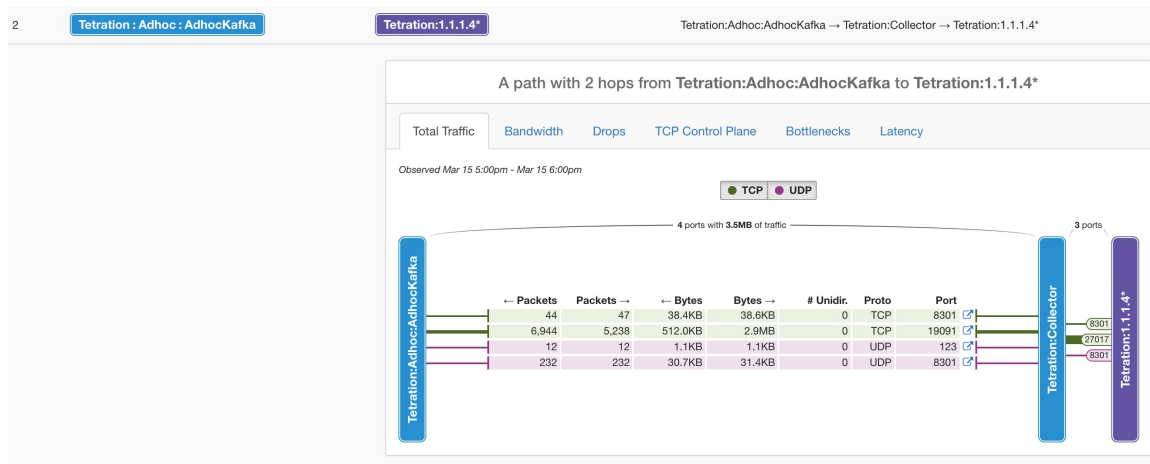 2 Tetration : Adhoc : AdhocKafka Tetration:1.1.1.4* Tetration:Adhoc:AdhocKafka → Tetration:Collector → Tetration:1.1.1.4*
A path with 2 hops from Tetration:Adhoc:AdhocKafka to Tetration:1.1.1.4*
Total Traffic Bandwidth Drops TCP Control Plane Bottlenecks Latency
Observed Mar 15 5:00pm - Mar 15 6:00pm
TCP UDP
4 ports with 3.5MB of traffic 3 ports
Tetration:Adhoc:AdhocKafka
← Packets Packets → ← Bytes Bytes → # Unidir. Proto Port
44 47 38.4KB 38.6KB 0 TCP 8301
6,944 5,238 512.0KB 2.9MB 0 TCP 19091
12 12 1.1KB 1.1KB 0 UDP 123
232 232 30.7KB 31.4KB 0 UDP 8301
Tetration:Collector
8301
27017
8301
Tetration:1.1.1.4*